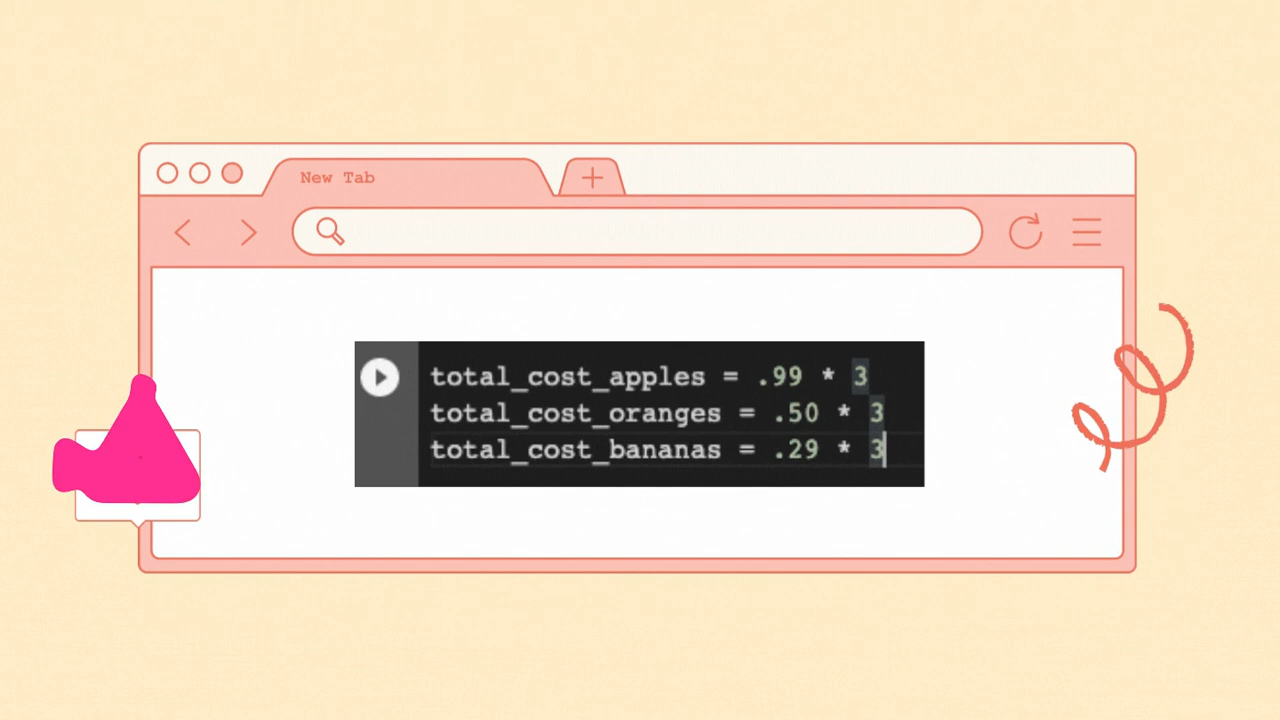 New Tab
total_cost_apples = .99 * 3
total_cost_oranges = .50 * 3
total_cost_bananas = .29 * 3